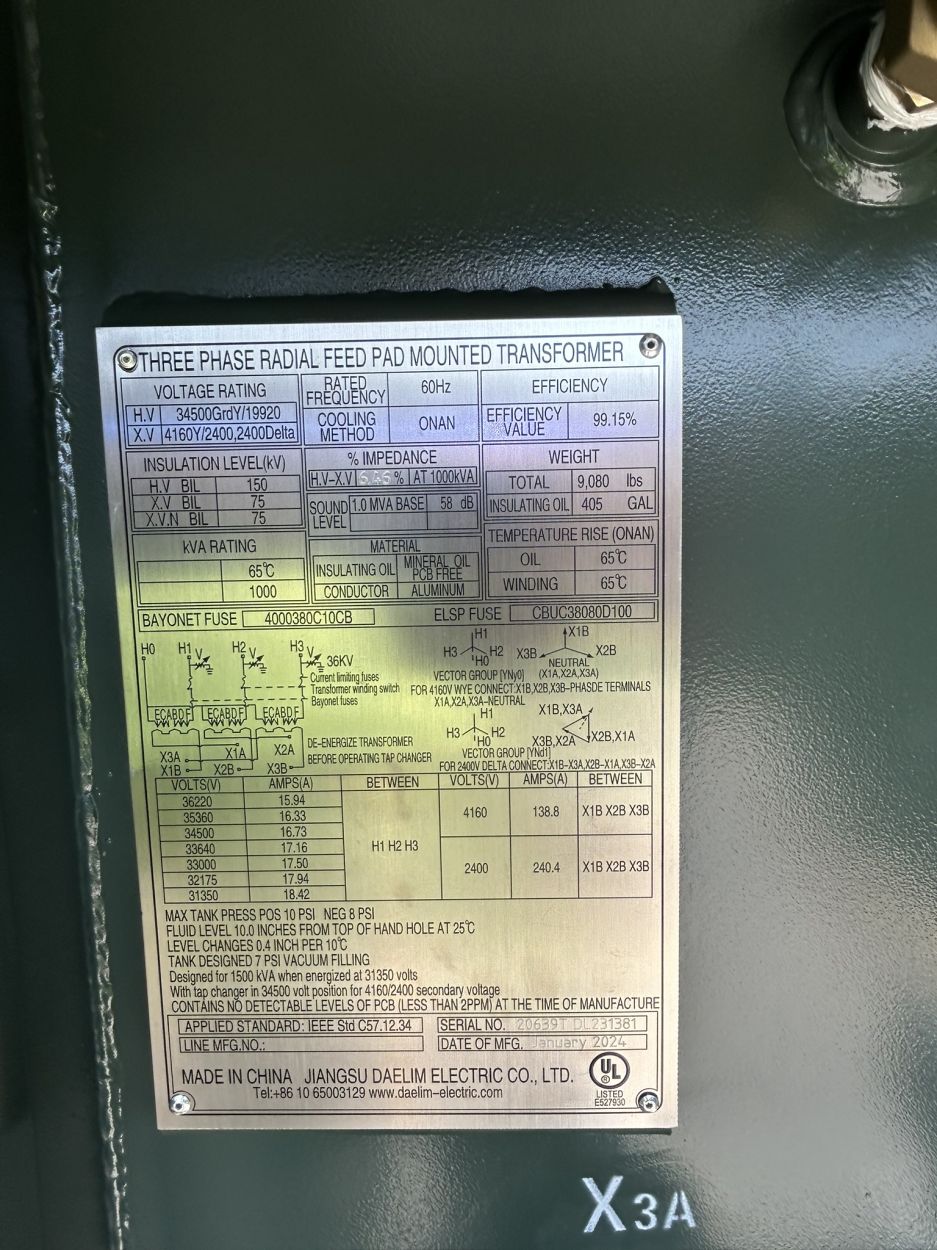 THREE PHASE RADIAL FEED PAD MOUNTED TRANSFORMER
VOLTAGE RATING
H.V 34500GrdY/19920
X.V 4160Y/2400,2400Delta
RATED FREQUENCY 60Hz
COOLING METHOD ONAN
EFFICIENCY
EFFICIENCY VALUE 99.15%
INSULATION LEVEL(kV)
H.V BIL 150
X.V BIL 75
X.V.N BIL 75
% IMPEDANCE
H.V-X.V % AT 1000kVA
SOUND LEVEL 1.0 MVA BASE 58 dB
WEIGHT
TOTAL 9,080 lbs
INSULATING OIL 405 GAL
kVA RATING
65℃
1000
MATERIAL
INSULATING OIL MINERAL OIL PCB FREE
CONDUCTOR ALUMINUM
TEMPERATURE RISE (ONAN)
OIL 65℃
WINDING 65℃
BAYONET FUSE 4000380C10CB
ELSP FUSE CBUC38080D100
H0 H1 V H2 V H3 V 36KV
Current limiting fuses
Transformer winding switch
Bayonet fuses
ECABDF ECABDF ECABDF
X3A X1A X2A
X1B X2B X3B
DE-ENERGIZE TRANSFORMER
BEFORE OPERATING TAP CHANGER
H1
H3 H2
H0
X1B
X3B X2B
NEUTRAL
(X1A,X2A,X3A)
VECTOR GROUP [YNy0]
FOR 4160V WYE CONNECT:X1B,X2B,X3B-PHASDE TERMINALS
X1A,X2A,X3A-NEUTRAL
H1
H3 H2
H0
X1B,X3A
X3B,X2A X2B,X1A
VECTOR GROUP [YNd1]
FOR 2400V DELTA CONNECT:X1B-X3A,X2B-X1A,X3B-X2A
VOLTS(V) AMPS(A) BETWEEN
36220 15.94
35360 16.33
34500 16.73
33640 17.16
33000 17.50
32175 17.94
31350 18.42
H1 H2 H3
VOLTS(V) AMPS(A) BETWEEN
4160 138.8 X1B X2B X3B
2400 240.4 X1B X2B X3B
MAX TANK PRESS POS 10 PSI NEG 8 PSI
FLUID LEVEL 10.0 INCHES FROM TOP OF HAND HOLE AT 25℃
LEVEL CHANGES 0.4 INCH PER 10℃
TANK DESIGNED 7 PSI VACUUM FILLING
Designed for 1500 kVA when energized at 31350 volts
With tap changer in 34500 volt position for 4160/2400 secondary voltage
CONTAINS NO DETECTABLE LEVELS OF PCB (LESS THAN 2PPM) AT THE TIME OF MANUFACTURE
APPLIED STANDARD: IEEE Std C57.12.34
SERIAL NO. 20639T DL231381
LINE MFG.NO.:
DATE OF MFG. January 2024
MADE IN CHINA JIANGSU DAELIM ELECTRIC CO., LTD.
Tel:+86 10 65003129 www.daelim-electric.com
UL
®
LISTED
E527930
X3A